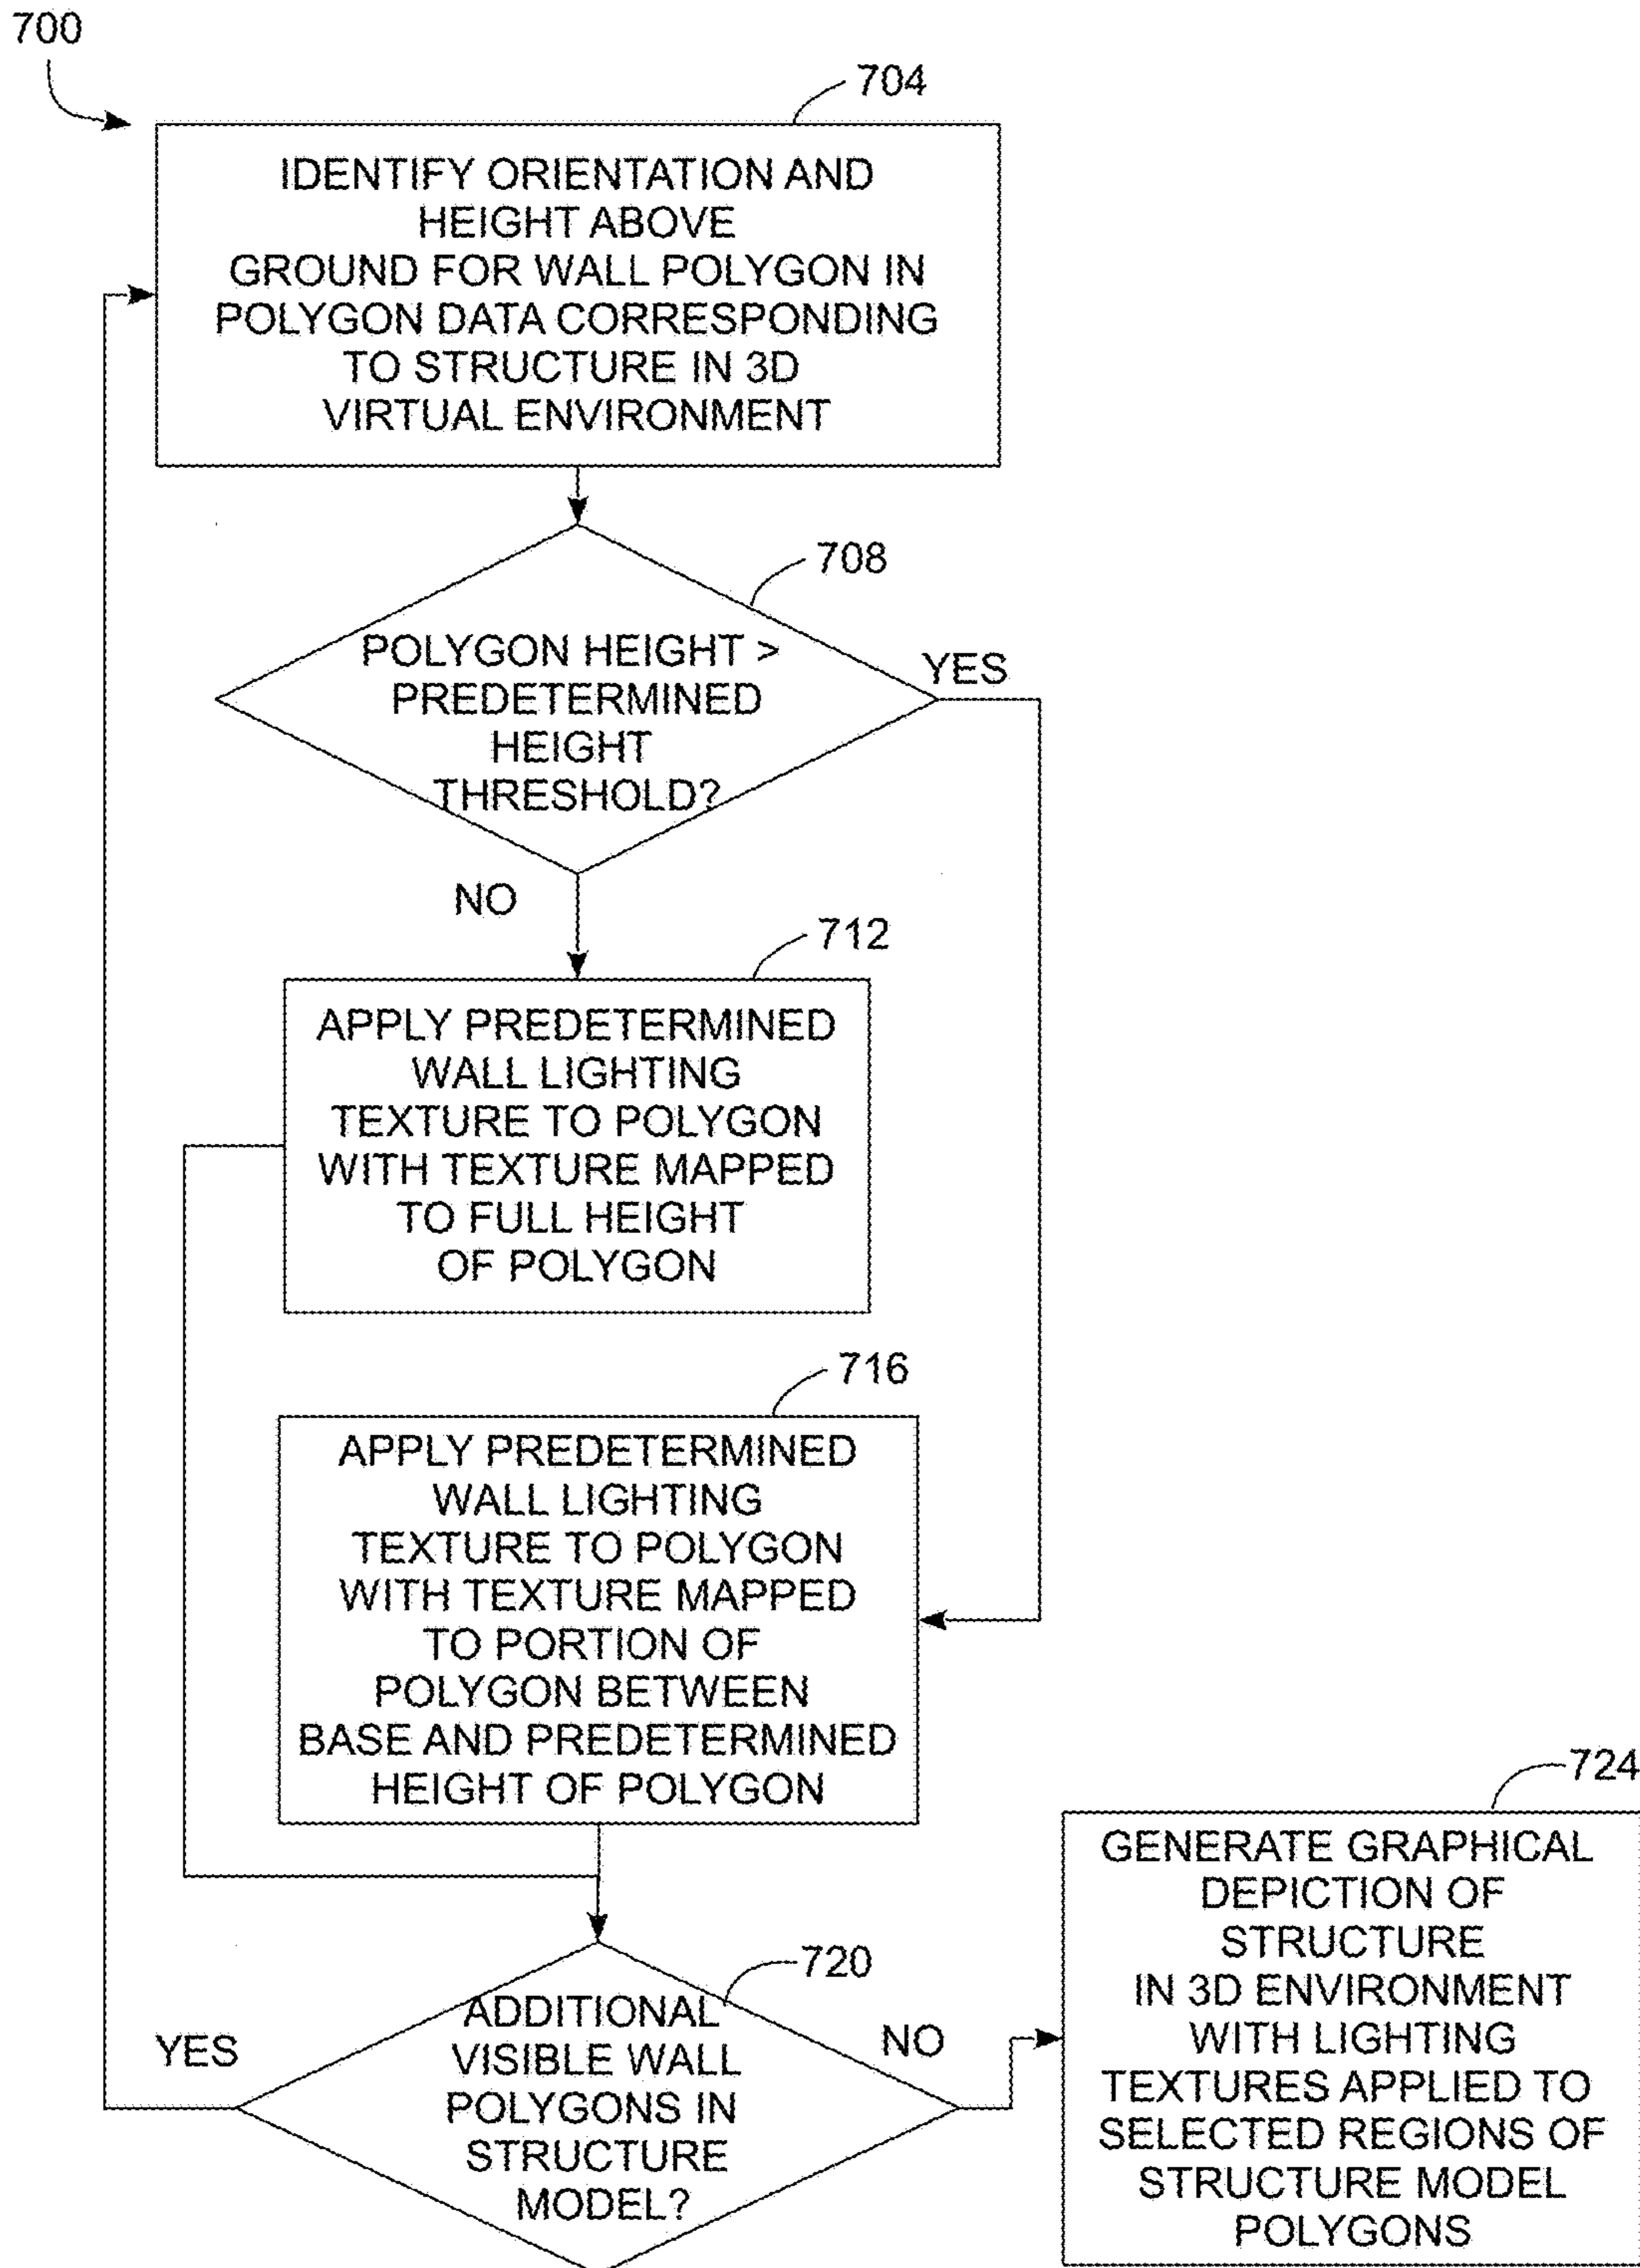 700
704
IDENTIFY ORIENTATION AND
HEIGHT ABOVE
GROUND FOR WALL POLYGON IN
POLYGON DATA CORRESPONDING
TO STRUCTURE IN 3D
VIRTUAL ENVIRONMENT
708
POLYGON HEIGHT >
PREDETERMINED
HEIGHT
THRESHOLD?
YES
NO
712
APPLY PREDETERMINED
WALL LIGHTING
TEXTURE TO POLYGON
WITH TEXTURE MAPPED
TO FULL HEIGHT
OF POLYGON
716
APPLY PREDETERMINED
WALL LIGHTING
TEXTURE TO POLYGON
WITH TEXTURE MAPPED
TO PORTION OF
POLYGON BETWEEN
BASE AND PREDETERMINED
HEIGHT OF POLYGON
720
ADDITIONAL
VISIBLE WALL
POLYGONS IN
STRUCTURE
MODEL?
YES
NO
724
GENERATE GRAPHICAL
DEPICTION OF
STRUCTURE
IN 3D ENVIRONMENT
WITH LIGHTING
TEXTURES APPLIED TO
SELECTED REGIONS OF
STRUCTURE MODEL
POLYGONS